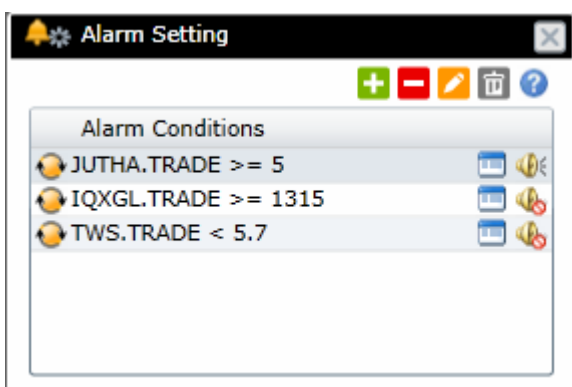 Alarm Setting
Alarm Conditions
JUTHA.TRADE >= 5
IQXGL.TRADE >= 1315
TWS.TRADE < 5.7